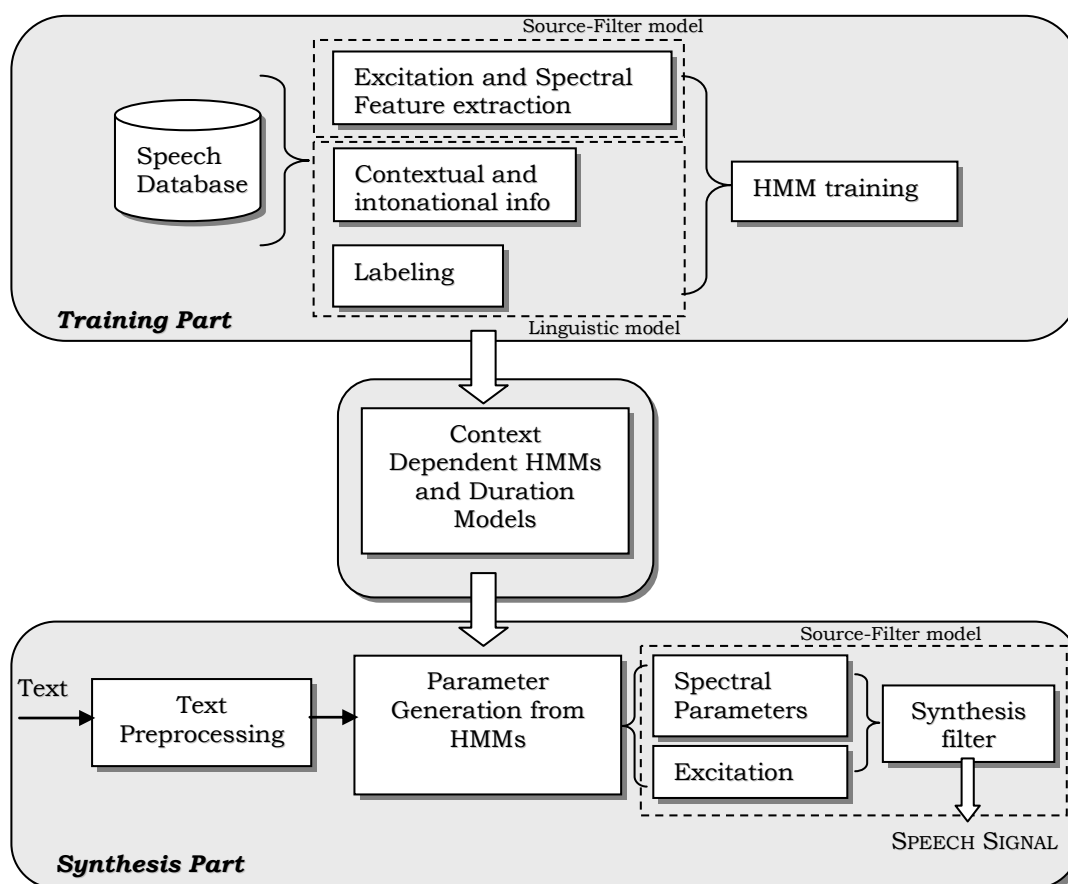 Source-Filter model
Excitation and Spectral
Feature extraction
Speech
Database
Contextual and
intonational info
HMM training
Labeling
Training Part
Linguistic model
Context
Dependent HMMs
and Duration
Models
Source-Filter model
Text
Text
Preprocessing
Parameter
Generation from
HMMs
Spectral
Parameters
Excitation
Synthesis
filter
SPEECH SIGNAL
Synthesis Part